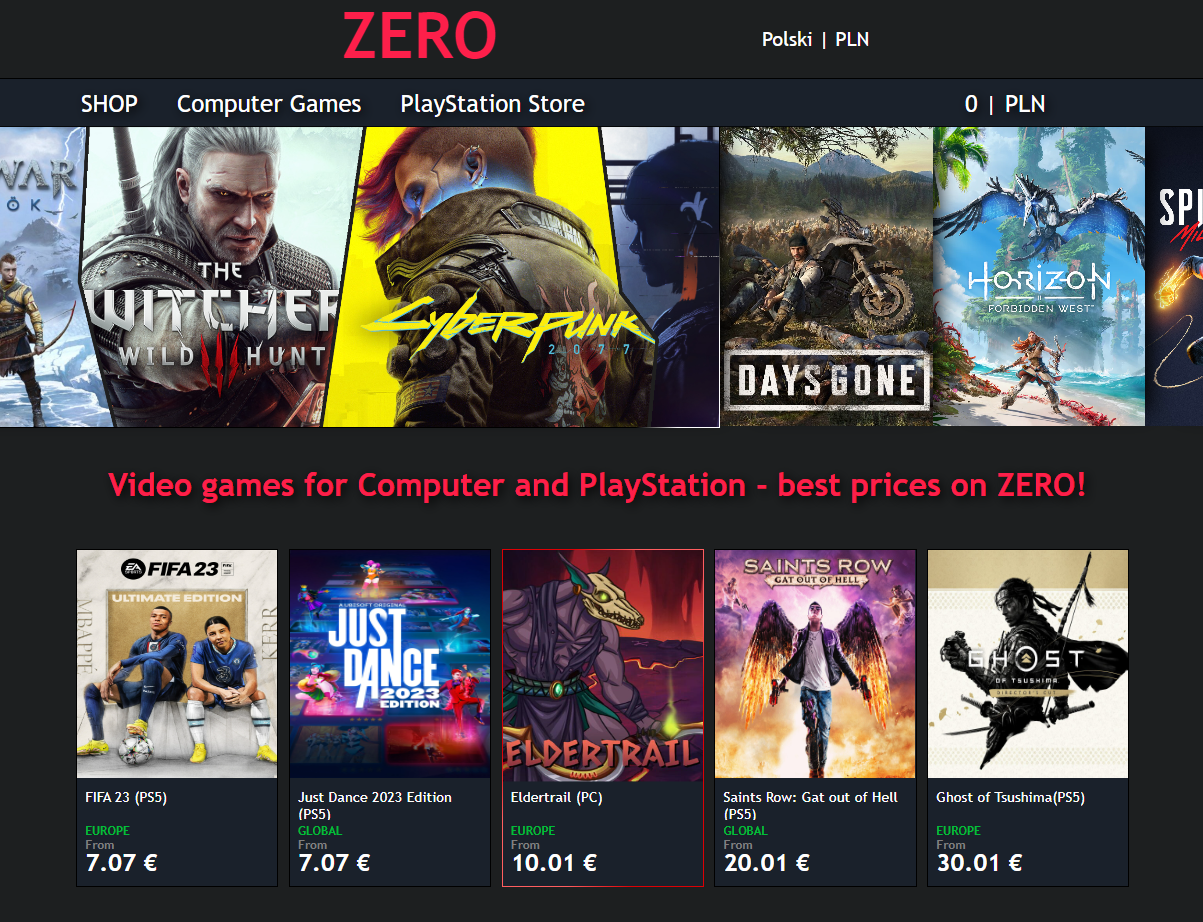 ZERO
Polski | PLN
SHOP Computer Games PlayStation Store 0 | PLN
WAR
ÖK
THE
WITCHER
WILD HUNT
CYBERPUNK
2077
DAYS GONE
HORIZON
FORBIDDEN WEST
SPI
Mil
Video games for Computer and PlayStation - best prices on ZERO!
EA SPORTS FIFA 23
ULTIMATE EDITION
MBAPPE
KERR
A UBISOFT ORIGINAL
JUST
DANCE
2023
EDITION
ELDERTRAIL
SAINTS ROW
GAT OUT OF HELL
GHOST
OF TSUSHIMA
DIRECTOR'S CUT
FIFA 23 (PS5)
EUROPE
From
7.07 €
Just Dance 2023 Edition
(PS5)
GLOBAL
From
7.07 €
Eldertrail (PC)
EUROPE
From
10.01 €
Saints Row: Gat out of Hell
(PS5)
GLOBAL
From
20.01 €
Ghost of Tsushima(PS5)
EUROPE
From
30.01 €